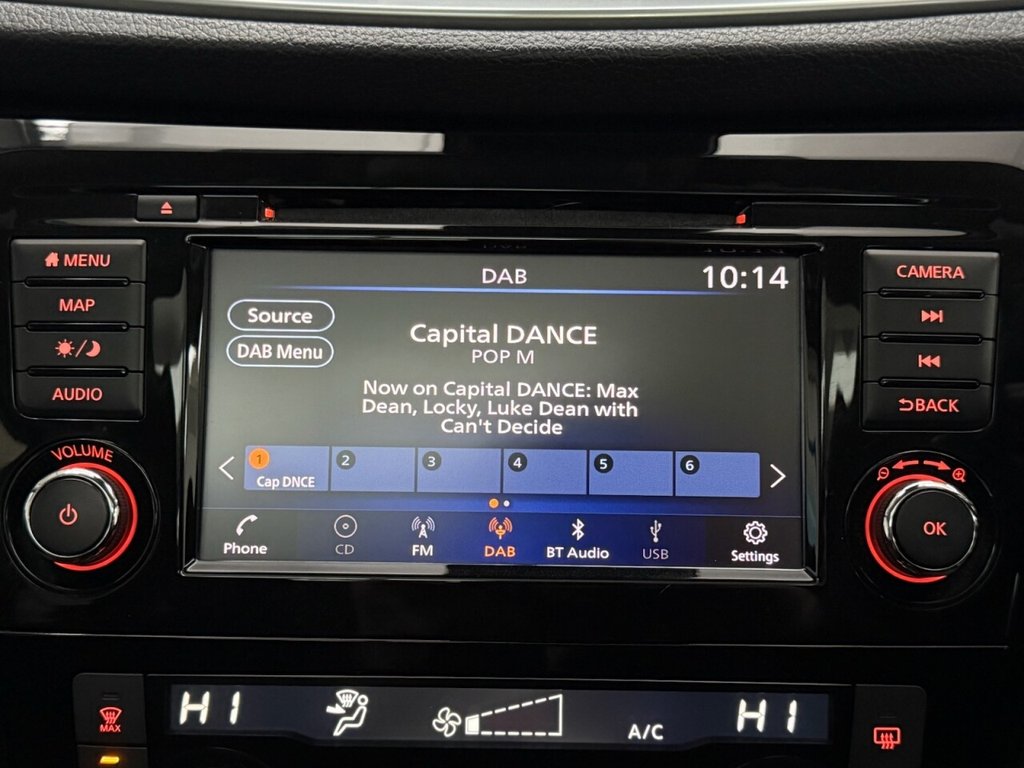 MENU
MAP
AUDIO
VOLUME
DAB
10:14
Source
DAB Menu
Capital DANCE
POP M
Now on Capital DANCE: Max
Dean, Locky, Luke Dean with
Can't Decide
1
Cap DNCE
2
3
4
5
6
Phone
CD
FM
DAB
BT Audio
USB
Settings
CAMERA
BACK
OK
MAX
HI
A/C
HI